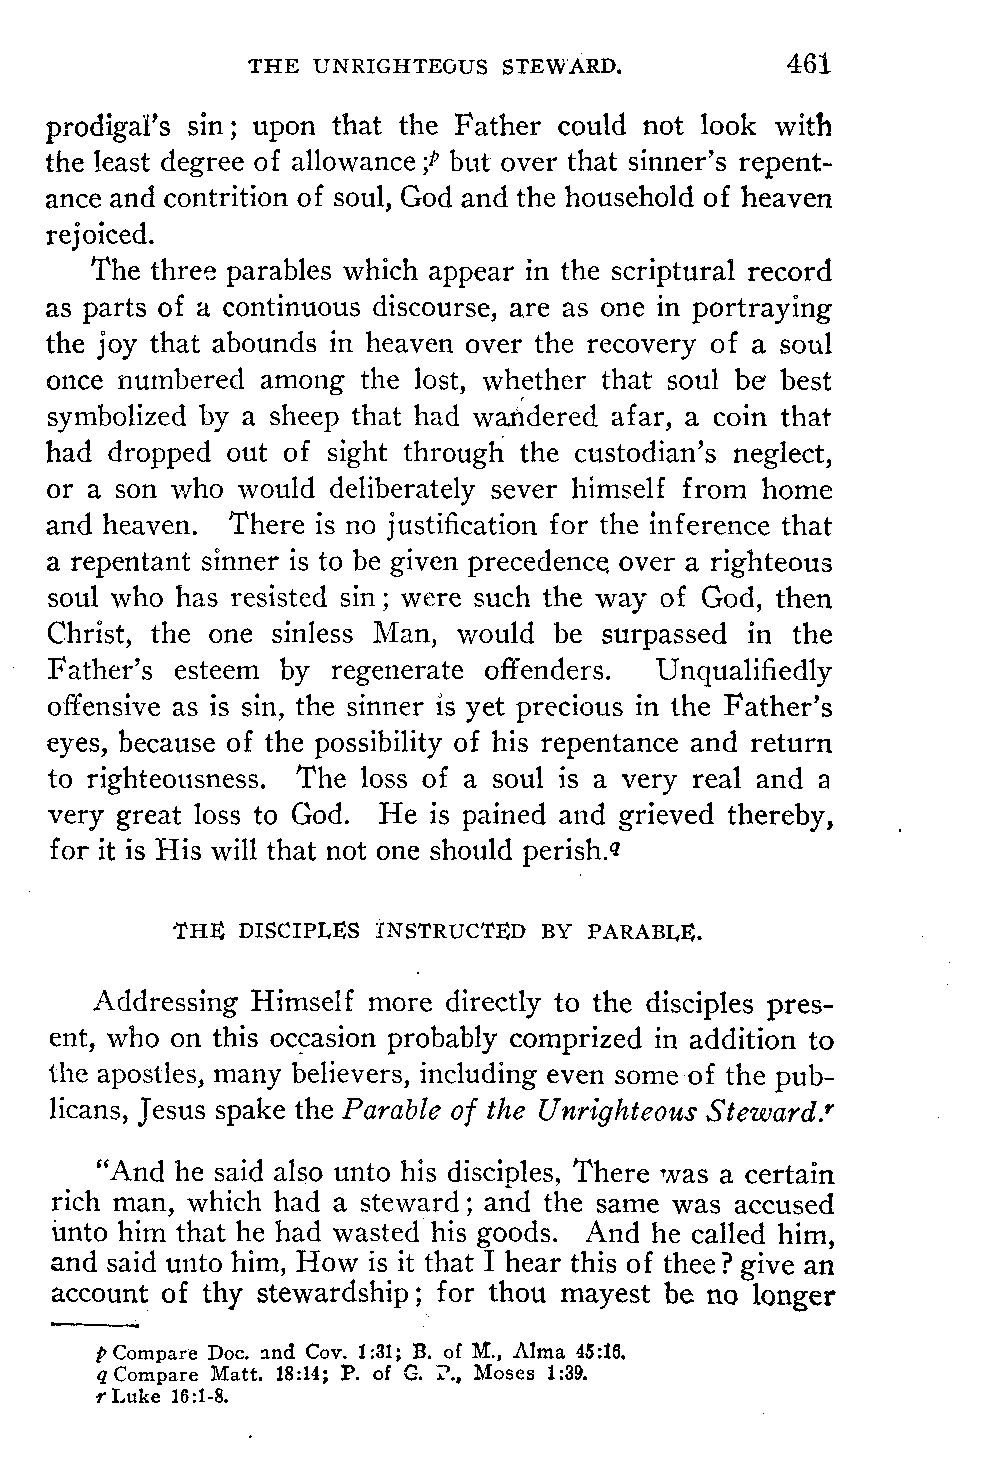 THE UNRIGHTEOUS STEWARD. 461
prodigal's sin; upon that the Father could not look with
the least degree of allowance;p but over that sinner's repent-
ance and contrition of soul, God and the household of heaven
rejoiced.
The three parables which appear in the scriptural record
as parts of a continuous discourse, are as one in portraying
the joy that abounds in heaven over the recovery of a soul
once numbered among the lost, whether that soul be best
symbolized by a sheep that had wandered afar, a coin that
had dropped out of sight through the custodian's neglect,
or a son who would deliberately sever himself from home
and heaven. There is no justification for the inference that
a repentant sinner is to be given precedence over a righteous
soul who has resisted sin; were such the way of God, then
Christ, the one sinless Man, would be surpassed in the
Father's esteem by regenerate offenders. Unqualifiedly
offensive as is sin, the sinner is yet precious in the Father's
eyes, because of the possibility of his repentance and return
to righteousness. The loss of a soul is a very real and a
very great loss to God. He is pained and grieved thereby,
for it is His will that not one should perish.q
THE DISCIPLES INSTRUCTED BY PARABLE.
Addressing Himself more directly to the disciples pres-
ent, who on this occasion probably comprized in addition to
the apostles, many believers, including even some of the pub-
licans, Jesus spake the Parable of the Unrighteous Steward.r
"And he said also unto his disciples, There was a certain
rich man, which had a steward; and the same was accused
unto him that he had wasted his goods. And he called him,
and said unto him, How is it that I hear this of thee? give an
account of thy stewardship; for thou mayest be no longer
p Compare Doc. and Cov. 1:31; B. of M., Alma 45:16.
q Compare Matt. 18:14; P. of G. P., Moses 1:39.
r Luke 16:1-8.